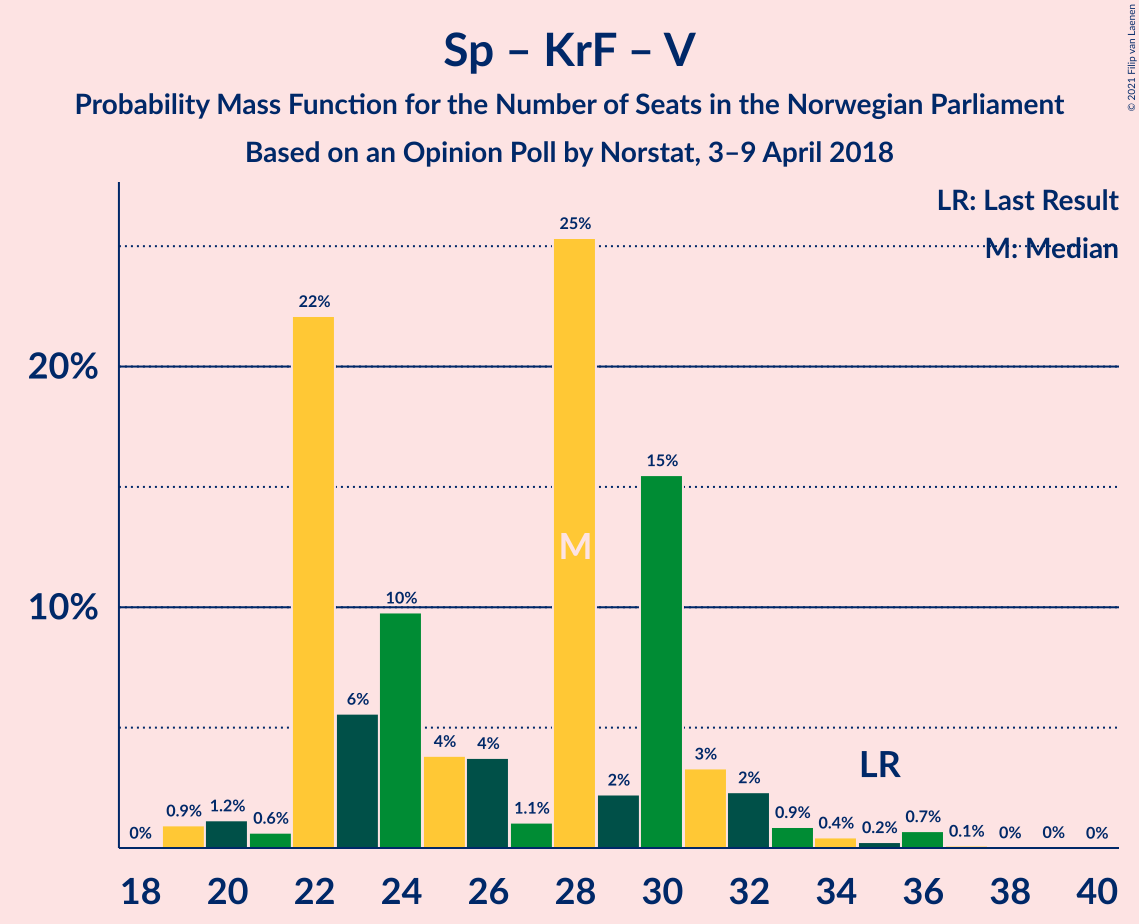 Sp – KrF – V
Probability Mass Function for the Number of Seats in the Norwegian Parliament
Based on an Opinion Poll by Norstat, 3–9 April 2018
© 2021 Filip van Laenen
LR: Last Result
M: Median
20%
10%
0%
0.9%
1.2%
0.6%
22%
6%
10%
4%
4%
1.1%
25%
2%
15%
3%
2%
0.9%
0.4%
0.2%
0.7%
0.1%
0%
0%
0%
M
LR
18 20 22 24 26 28 30 32 34 36 38 40